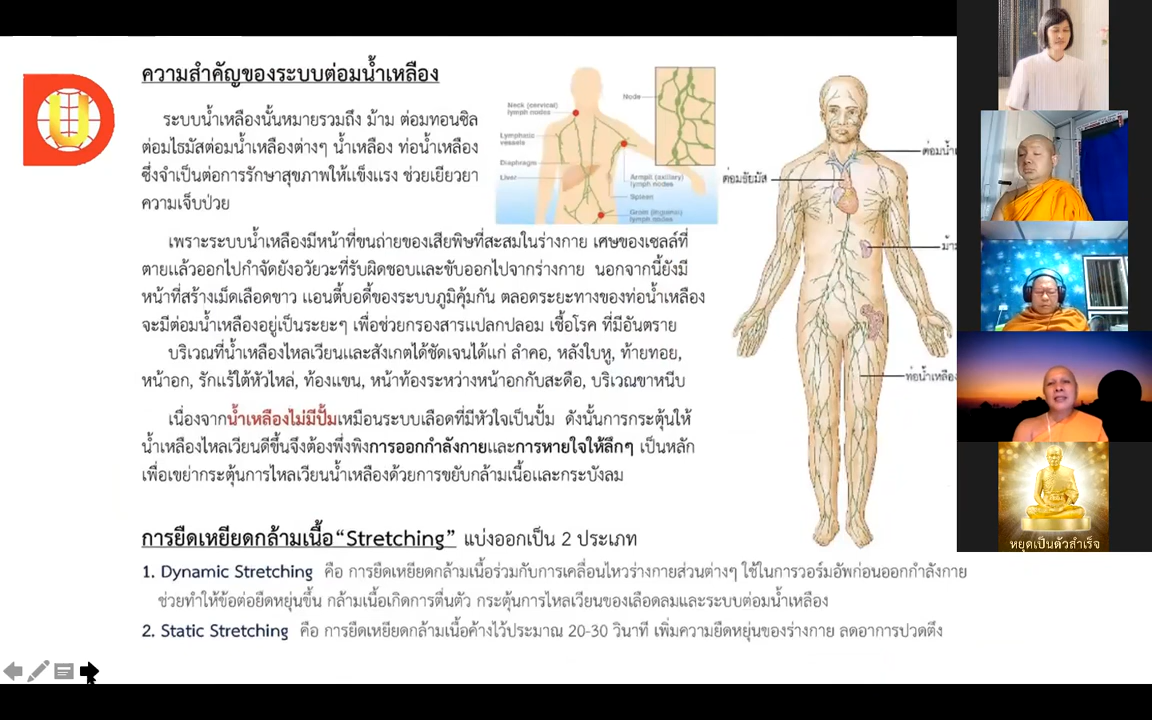 ความสำคัญของระบบต่อมน้ำเหลือง
ระบบน้ำเหลืองนั้นหมายรวมถึง ม้าม ต่อมทอนซิล
ต่อมไธมัสต่อมน้ำเหลืองต่างๆ น้ำเหลือง ท่อน้ำเหลือง
ซึ่งจำเป็นต่อการรักษาสุขภาพให้แข็งแรง ช่วยเยียวยา
ความเจ็บป่วย
Neck (cervical)
lymph nodes
Lymphatic
vessels
Diaphragm
Liver
Node
Armpit (axillary)
lymph nodes
Spleen
Groin (inguinal)
lymph nodes
เพราะระบบน้ำเหลืองมีหน้าที่ขนถ่ายของเสียพิษที่สะสมในร่างกาย เศษของเซลล์ที่
ตายแล้วออกไปกำจัดยังอวัยวะที่รับผิดชอบและขับออกไปจากร่างกาย นอกจากนี้ยังมี
หน้าที่สร้างเม็ดเลือดขาว แอนตี้บอดี้ของระบบภูมิคุ้มกัน ตลอดระยะทางของท่อน้ำเหลือง
จะมีต่อมน้ำเหลืองอยู่เป็นระยะๆ เพื่อช่วยกรองสารแปลกปลอม เชื้อโรค ที่มีอันตราย
บริเวณที่น้ำเหลืองไหลเวียนและสังเกตได้ชัดเจนได้แก่ ลำคอ, หลังใบหู, ท้ายทอย,
หน้าอก, รักแร้ใต้หัวไหล่, ท้องแขน, หน้าท้องระหว่างหน้าอกกับสะดือ, บริเวณขาหนีบ
เนื่องจากน้ำเหลืองไม่มีปั้มเหมือนระบบเลือดที่มีหัวใจเป็นปั้ม ดังนั้นการกระตุ้นให้
น้ำเหลืองไหลเวียนดีขึ้นจึงต้องพึ่งพิงการออกกำลังกายและการหายใจให้ลึกๆ เป็นหลัก
เพื่อเขย่ากระตุ้นการไหลเวียนน้ำเหลืองด้วยการขยับกล้ามเนื้อและกระบังลม
ต่อมธัยมัส
ท่อน้ำเหลือง
การยืดเหยียดกล้ามเนื้อ“Stretching” แบ่งออกเป็น 2 ประเภท
1. Dynamic Stretching คือ การยืดเหยียดกล้ามเนื้อร่วมกับการเคลื่อนไหวร่างกายส่วนต่างๆ ใช้ในการวอร์มอัพก่อนออกกำลังกาย
ช่วยทำให้ข้อต่อยืดหยุ่นขึ้น กล้ามเนื้อเกิดการตื่นตัว กระตุ้นการไหลเวียนของเลือดลมและระบบต่อมน้ำเหลือง
2. Static Stretching คือ การยืดเหยียดกล้ามเนื้อค้างไว้ประมาณ 20-30 วินาที เพิ่มความยืดหยุ่นของร่างกาย ลดอาการปวดตึง
หยุดเป็นตัวสำเร็จ